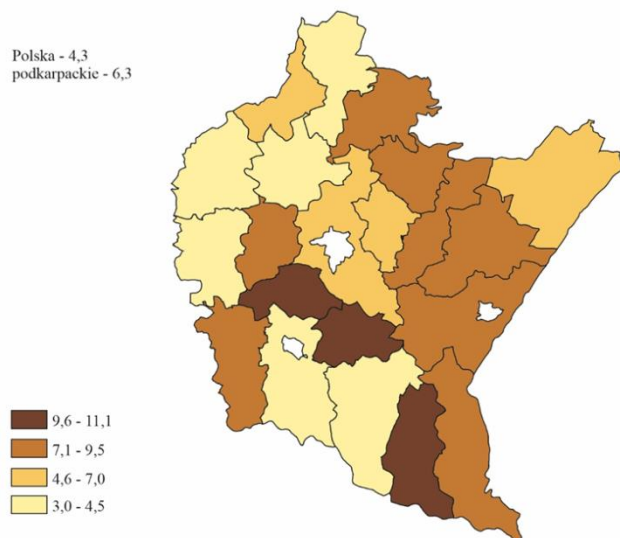 Polska - 4,3
podkarpackie - 6,3
9,6 - 11,1
7,1 - 9,5
4,6 - 7,0
3,0 - 4,5